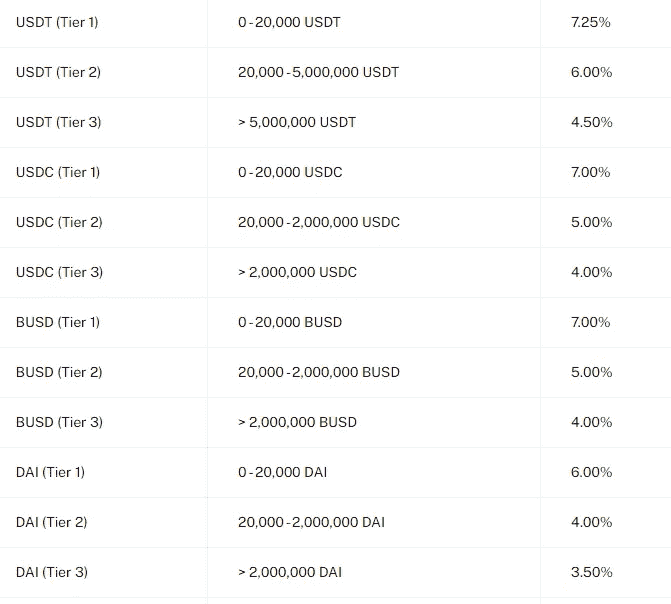 USDT (Tier 1) 0-20,000 USDT 7.25%
USDT (Tier 2) 20,000-5,000,000 USDT 6.00%
USDT (Tier 3) > 5,000,000 USDT 4.50%
USDC (Tier 1) 0-20,000 USDC 7.00%
USDC (Tier 2) 20,000-2,000,000 USDC 5.00%
USDC (Tier 3) > 2,000,000 USDC 4.00%
BUSD (Tier 1) 0-20,000 BUSD 7.00%
BUSD (Tier 2) 20,000-2,000,000 BUSD 5.00%
BUSD (Tier 3) > 2,000,000 BUSD 4.00%
DAI (Tier 1) 0-20,000 DAI 6.00%
DAI (Tier 2) 20,000-2,000,000 DAI 4.00%
DAI (Tier 3) > 2,000,000 DAI 3.50%